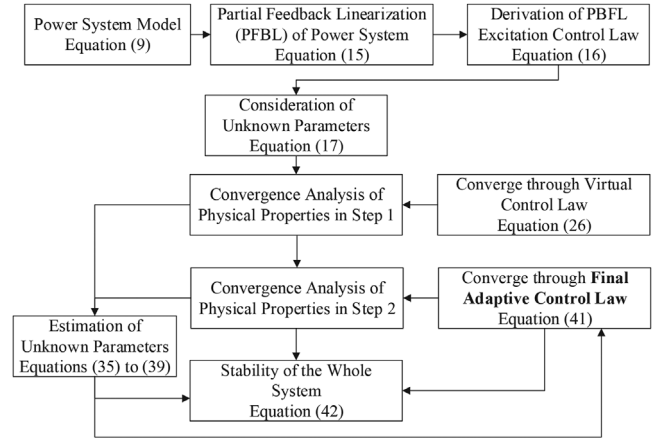 Power System Model
Equation (9)
Partial Feedback Linearization
(PFBL) of Power System
Equation (15)
Derivation of PBFL
Excitation Control Law
Equation (16)
Consideration of
Unknown Parameters
Equation (17)
Convergence Analysis of
Physical Properties in Step 1
Converge through Virtual
Control Law
Equation (26)
Convergence Analysis of
Physical Properties in Step 2
Converge through Final
Adaptive Control Law
Equation (41)
Estimation of
Unknown Parameters
Equations (35) to (39)
Stability of the Whole
System
Equation (42)